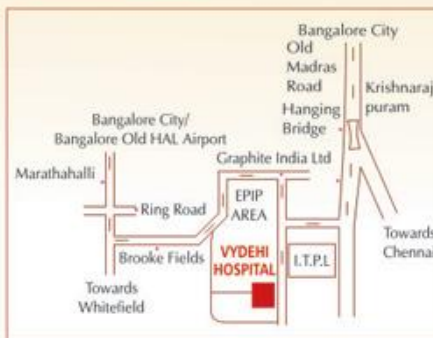 Bangalore City
Old
Madras
Road
Krishnaraj
puram
Hanging
Bridge
Bangalore City/
Bangalore Old HAL Airport
Graphite India Ltd
Marathahalli
EPIP
AREA
Ring Road
Towards
Chennai
VYDEHI
HOSPITAL
I.T.P.L
Brooke Fields
Towards
Whitefield